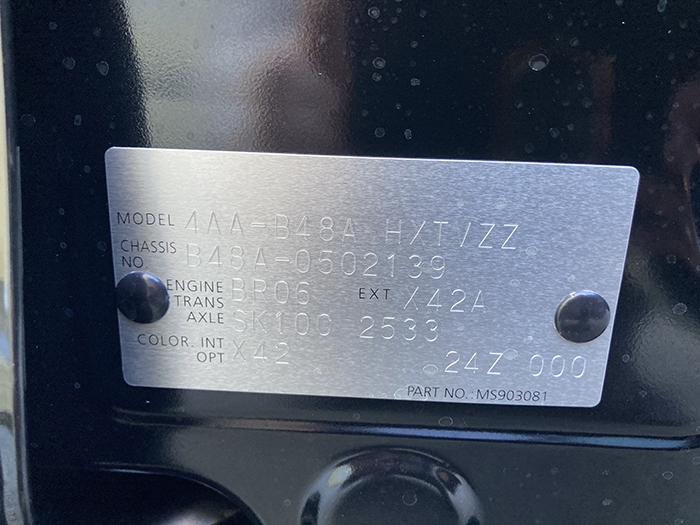 MODEL 4AA-B48A H/T/ZZ
CHASSIS NO B48A-0502139
ENGINE BR06 EXT /X42A
TRANS AXLE SK100 2533
COLOR. INT OPT X42 24Z 000
PART NO.: MS903081